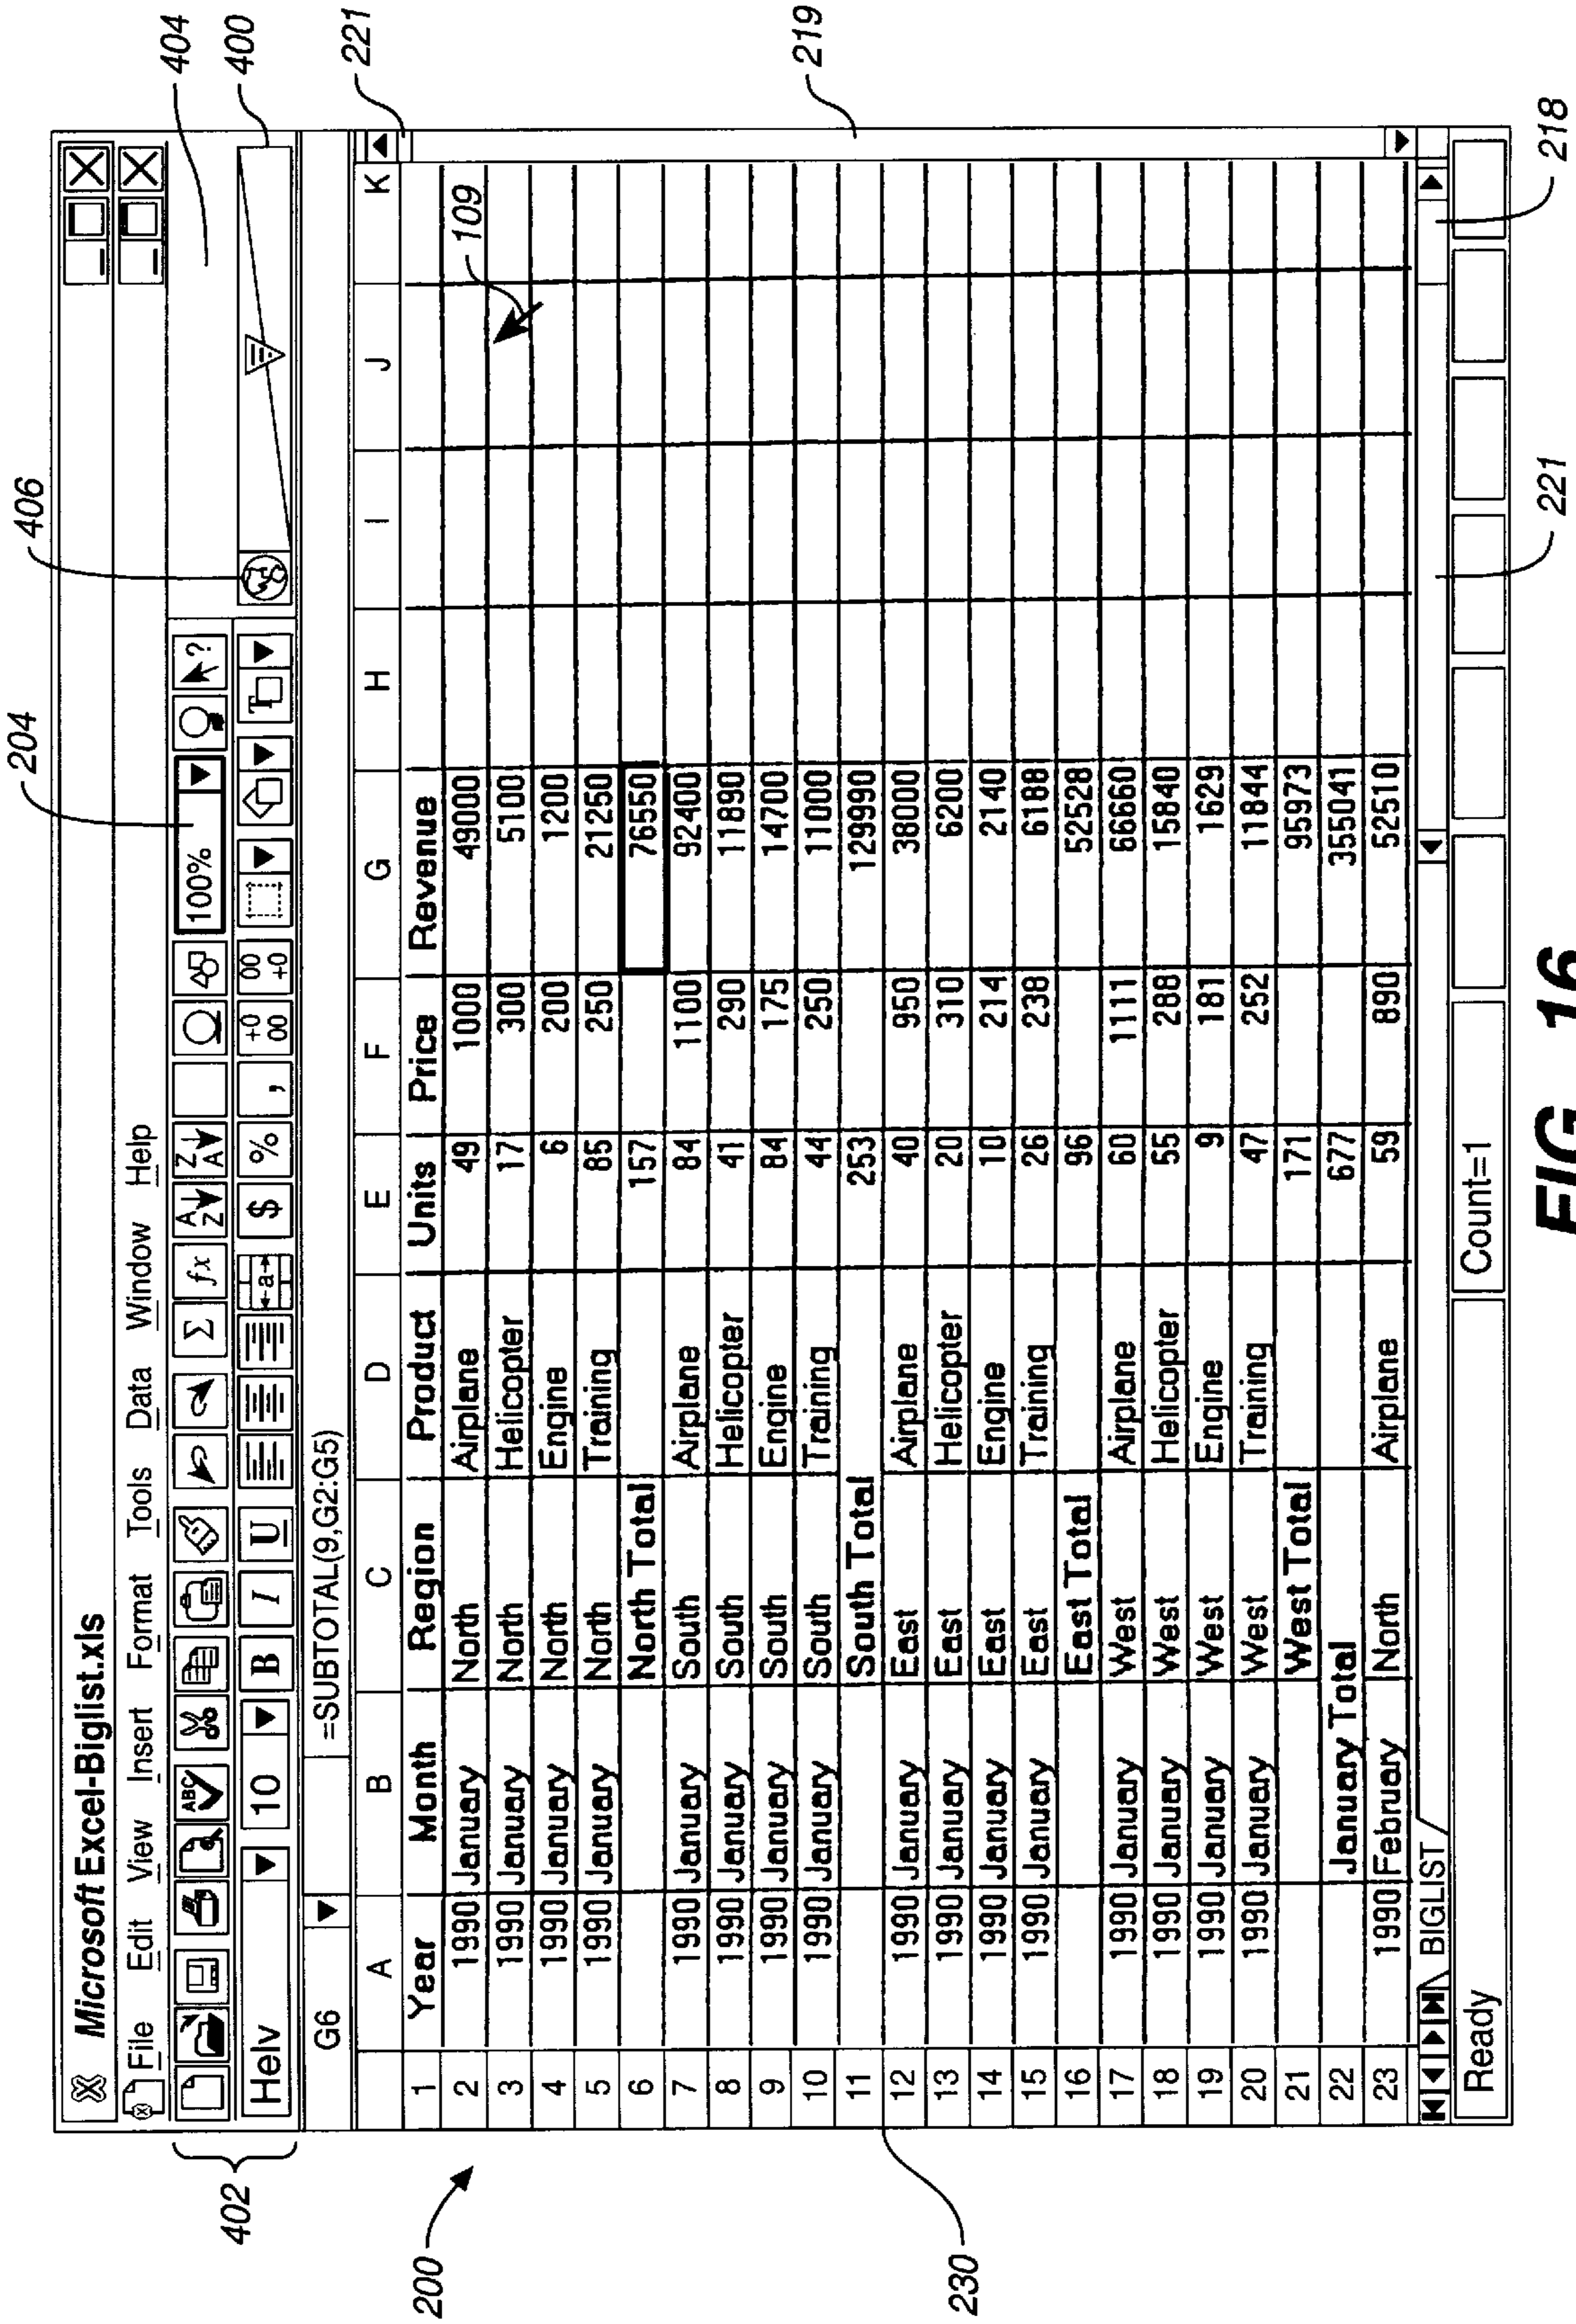 204
406
404
400
Microsoft Excel-Biglist.xls
File Edit View Insert Format Tools Data Window Help
ABC Σ fx A Z Z A 100% ?
402
Helv 10 B I U a $ % , +0 00 00 +0 T
G6 =SUBTOTAL(9,G2:G5)
221
A B C D E F G H I J K
1 Year Month Region Product Units Price Revenue
2 1990 January North Airplane 49 1000 49000
109
3 1990 January North Helicopter 17 300 5100
4 1990 January North Engine 6 200 1200
5 1990 January North Training 85 250 21250
6 North Total 157 76550
7 1990 January South Airplane 84 1100 92400
8 1990 January South Helicopter 41 290 11890
9 1990 January South Engine 84 175 14700
10 1990 January South Training 44 250 11000
11 South Total 253 129990
219
12 1990 January East Airplane 40 950 38000
13 1990 January East Helicopter 20 310 6200
14 1990 January East Engine 10 214 2140
15 1990 January East Training 26 238 6188
16 East Total 96 52528
17 1990 January West Airplane 60 1111 66660
18 1990 January West Helicopter 55 288 15840
19 1990 January West Engine 9 181 1629
20 1990 January West Training 47 252 11844
21 West Total 171 95973
22 January Total 677 355041
23 1990 February North Airplane 59 890 52510
BIGLIST
Ready Count=1
200
230
221
218
FIG. 16